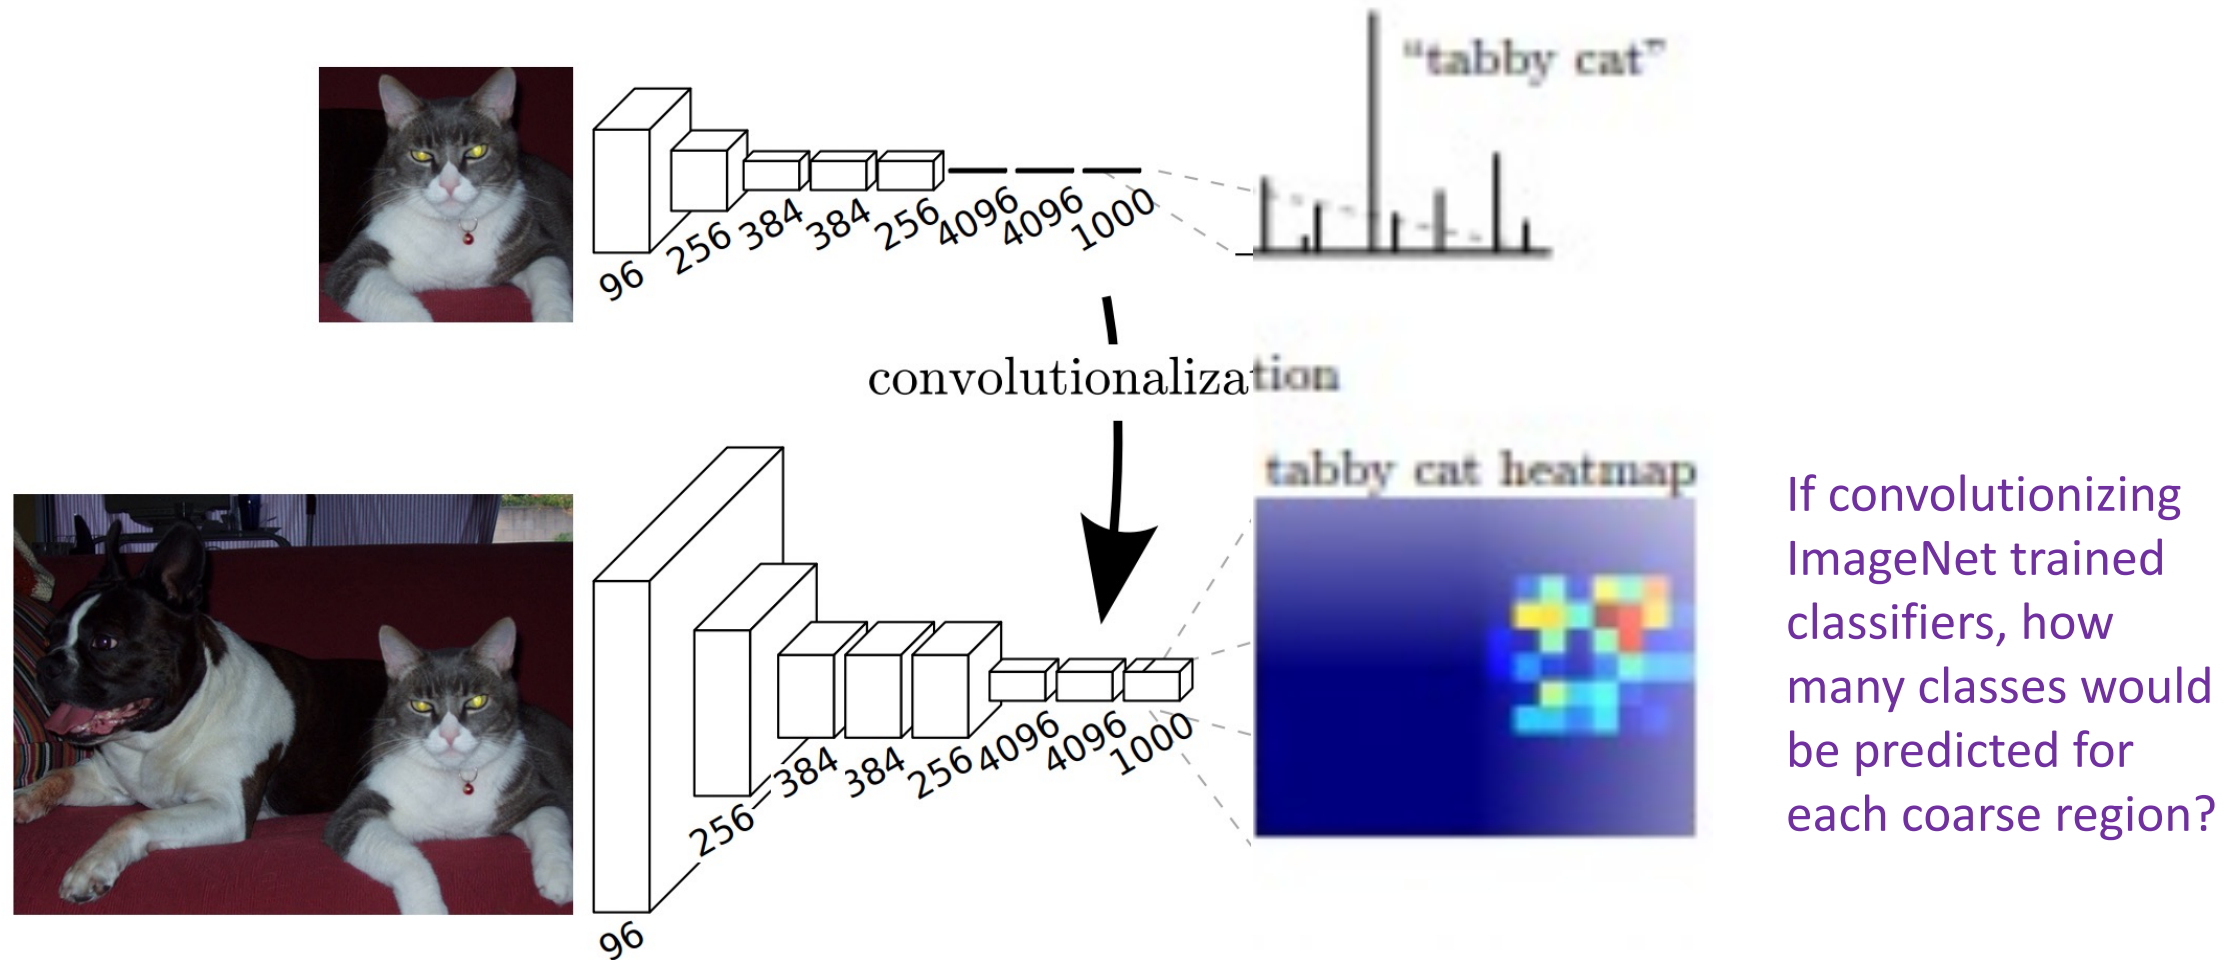 “tabby cat”
96
256
384
384
256
4096
4096
1000
convolutionalization
tabby cat heatmap
96
256
384
384
256
4096
4096
1000
If convolutionizing
ImageNet trained
classifiers, how
many classes would
be predicted for
each coarse region?